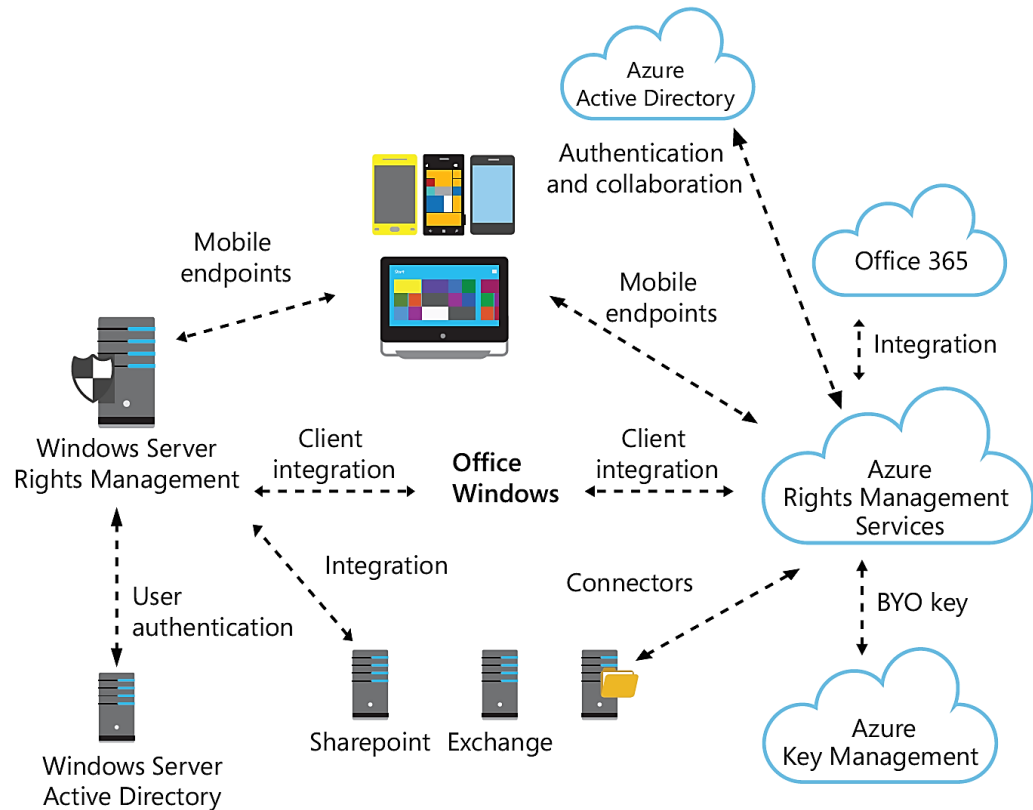 Azure
Active Directory
Authentication
and collaboration
Office 365
Mobile
endpoints
Start
Mobile
endpoints
Integration
Windows Server
Rights Management
Client
integration
Office
Windows
Client
integration
Azure
Rights Management
Services
User
authentication
Integration
Connectors
BYO key
Sharepoint
Exchange
Azure
Key Management
Windows Server
Active Directory